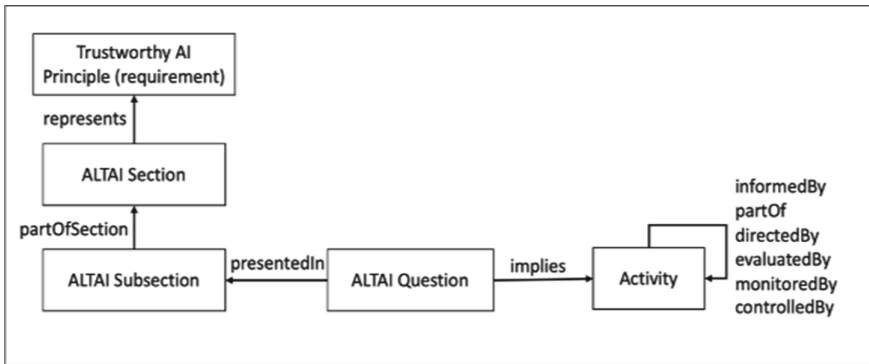 Trustworthy AI
Principle (requirement)
represents
ALTAI Section
partOfSection
ALTAI Subsection
presentedIn
ALTAI Question
implies
Activity
informedBy
partOf
directedBy
evaluatedBy
monitoredBy
controlledBy